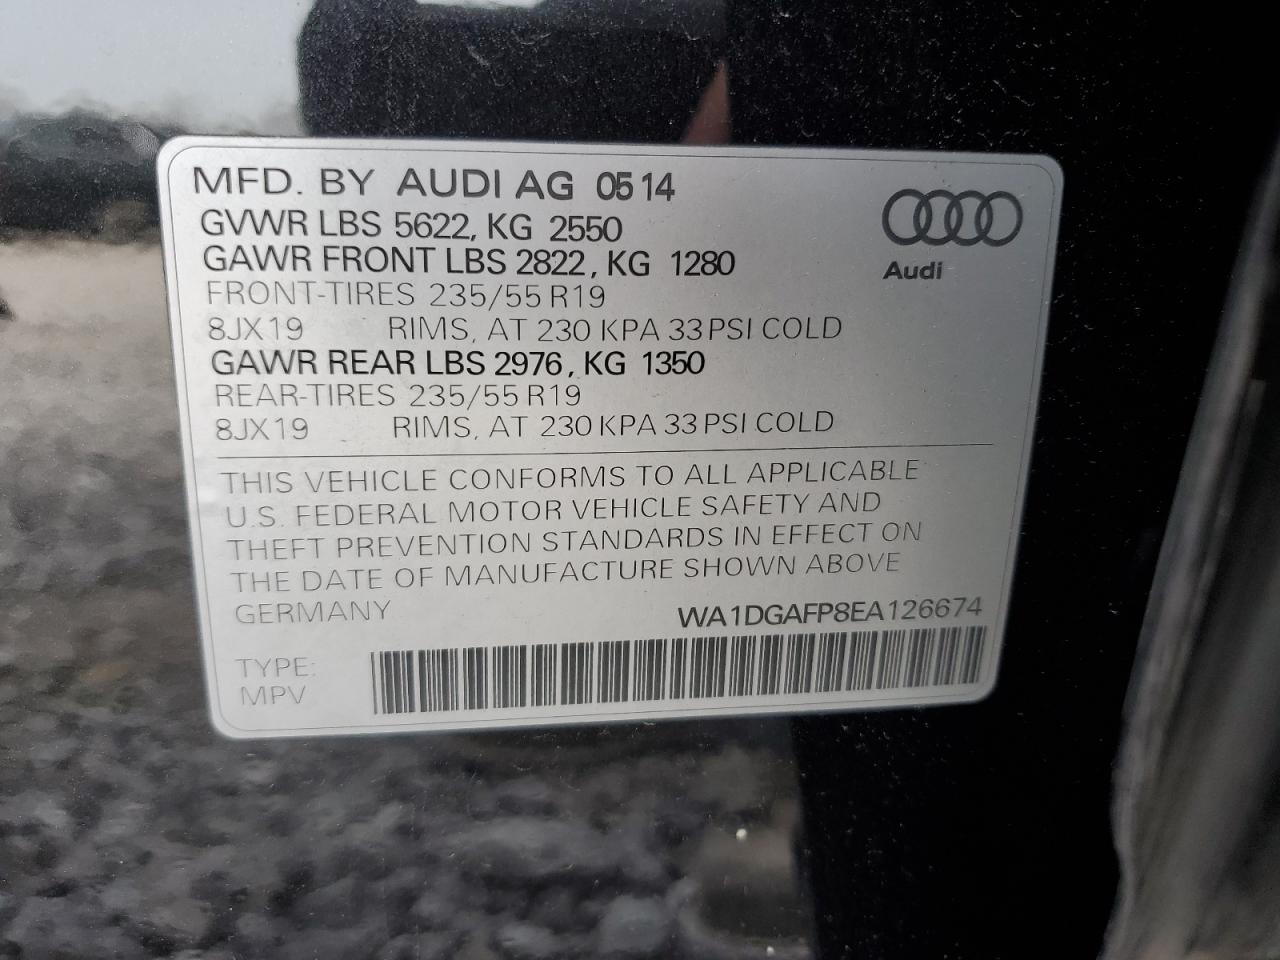 MFD. BY AUDI AG 05 14
GVWR LBS 5622, KG 2550
GAWR FRONT LBS 2822, KG 1280
FRONT-TIRES 235/55 R19
8JX19 RIMS, AT 230 KPA 33 PSI COLD
GAWR REAR LBS 2976, KG 1350
REAR-TIRES 235/55 R19
8JX19 RIMS, AT 230 KPA 33 PSI COLD
Audi
THIS VEHICLE CONFORMS TO ALL APPLICABLE
U.S. FEDERAL MOTOR VEHICLE SAFETY AND
THEFT PREVENTION STANDARDS IN EFFECT ON
THE DATE OF MANUFACTURE SHOWN ABOVE
GERMANY WA1DGAFP8EA126674
TYPE:
MPV